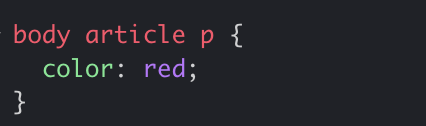 body article p {
  color: red;
}